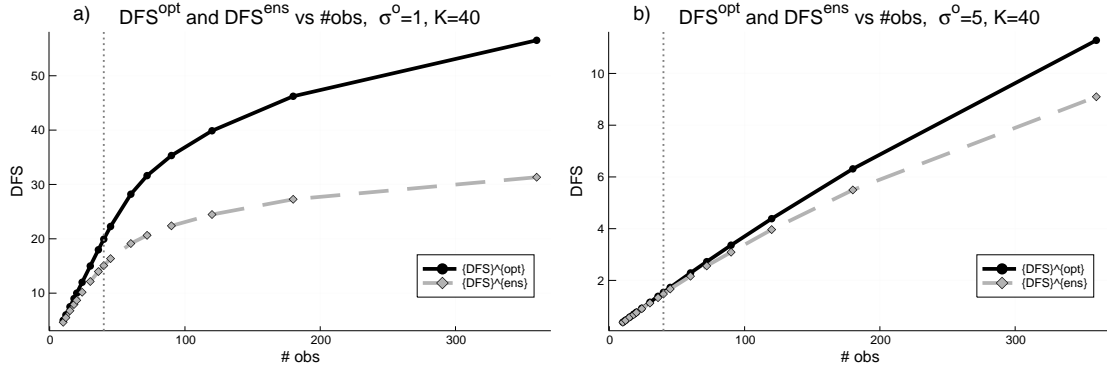 a) DFS^opt and DFS^ens vs #obs, σ^o=1, K=40
50
40
30
20
10
DFS
0
100
200
300
# obs
{DFS}^{opt}
{DFS}^{ens}
b) DFS^opt and DFS^ens vs #obs, σ^o=5, K=40
10
8
6
4
2
DFS
0
100
200
300
# obs
{DFS}^{opt}
{DFS}^{ens}